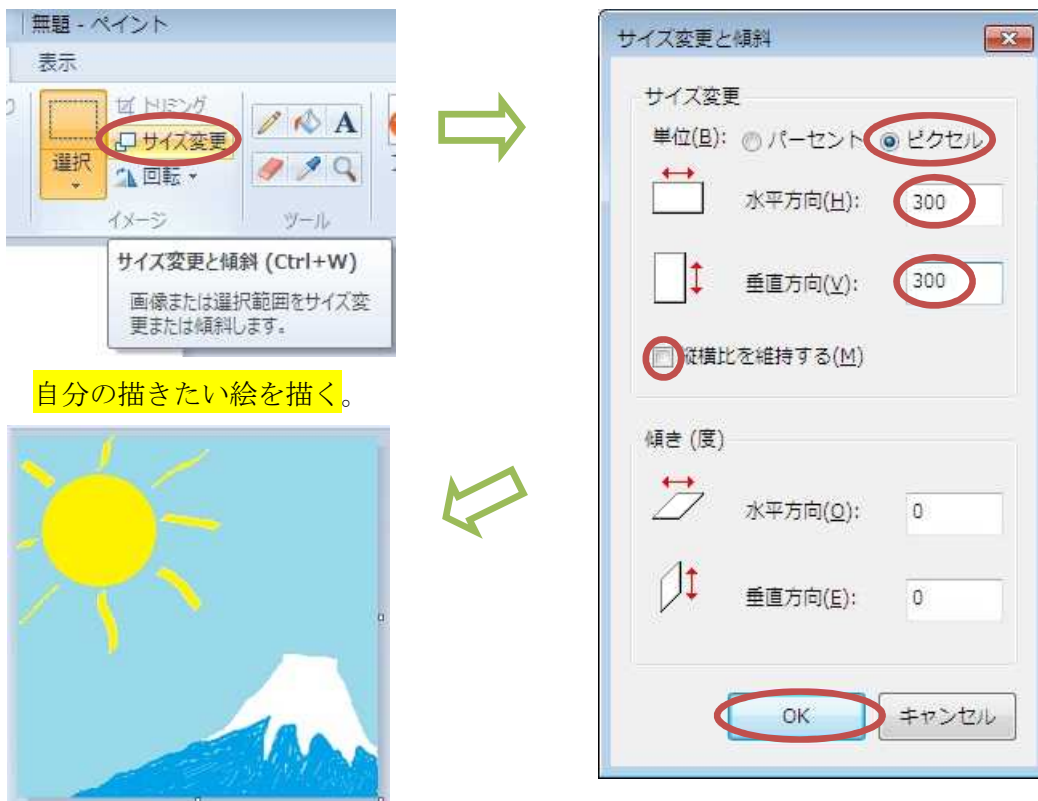 無題 - ペイント
表示
トリミング
サイズ変更
選択
回転
A
イメージ
ツール
サイズ変更と傾斜 (Ctrl+W)
画像または選択範囲をサイズ変
更または傾斜します。
自分の描きたい絵を描く。
サイズ変更と傾斜
サイズ変更
単位(B): パーセント ピクセル
水平方向(H): 300
垂直方向(V): 300
縦横比を維持する(M)
傾き (度)
水平方向(O): 0
垂直方向(E): 0
OK キャンセル